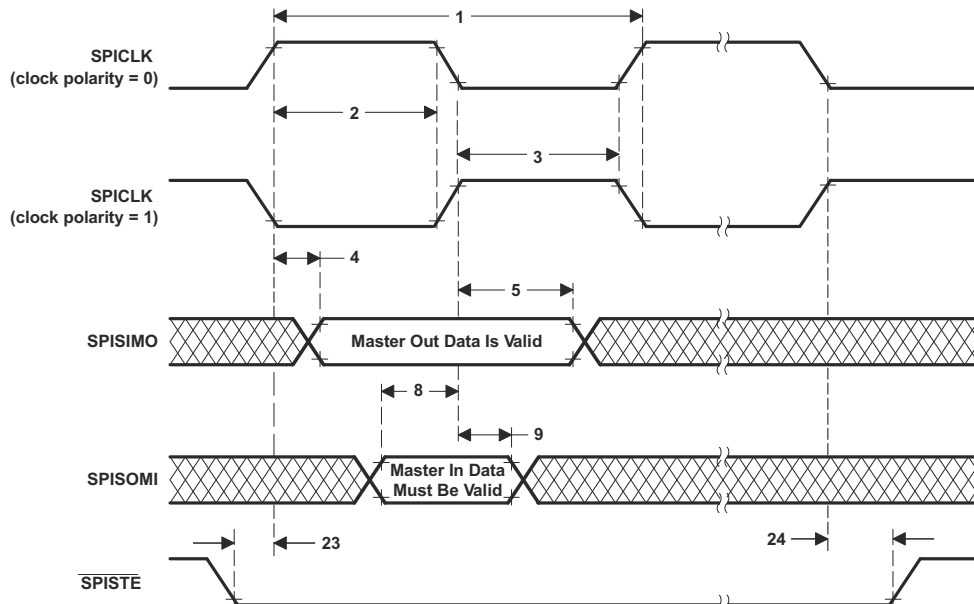 1
SPICLK
(clock polarity = 0)
2
3
SPICLK
(clock polarity = 1)
4
5
SPISIMO
Master Out Data Is Valid
8
9
SPISOMI
Master In Data
Must Be Valid
23
24
SPISTE